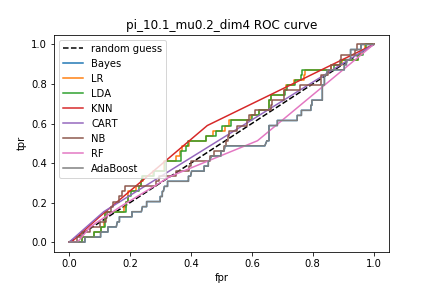 pi_10.1_mu0.2_dim4 ROC curve
1.0
0.8
0.6
0.4
0.2
0.0
tpr
random guess
Bayes
LR
LDA
KNN
CART
NB
RF
AdaBoost
0.0 0.2 0.4 0.6 0.8 1.0
fpr